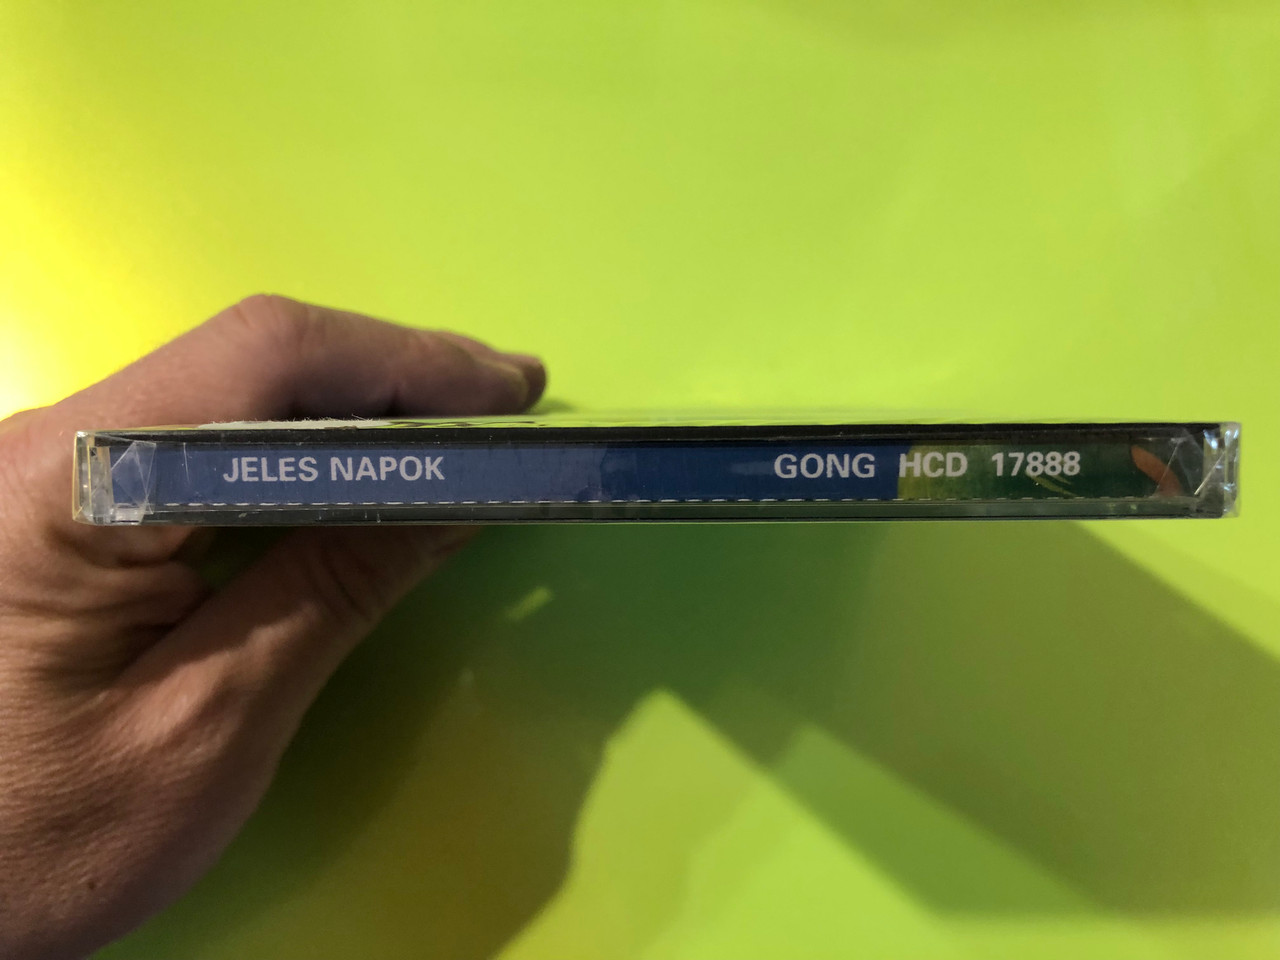 JELES NAPOK GONG HCD 17888